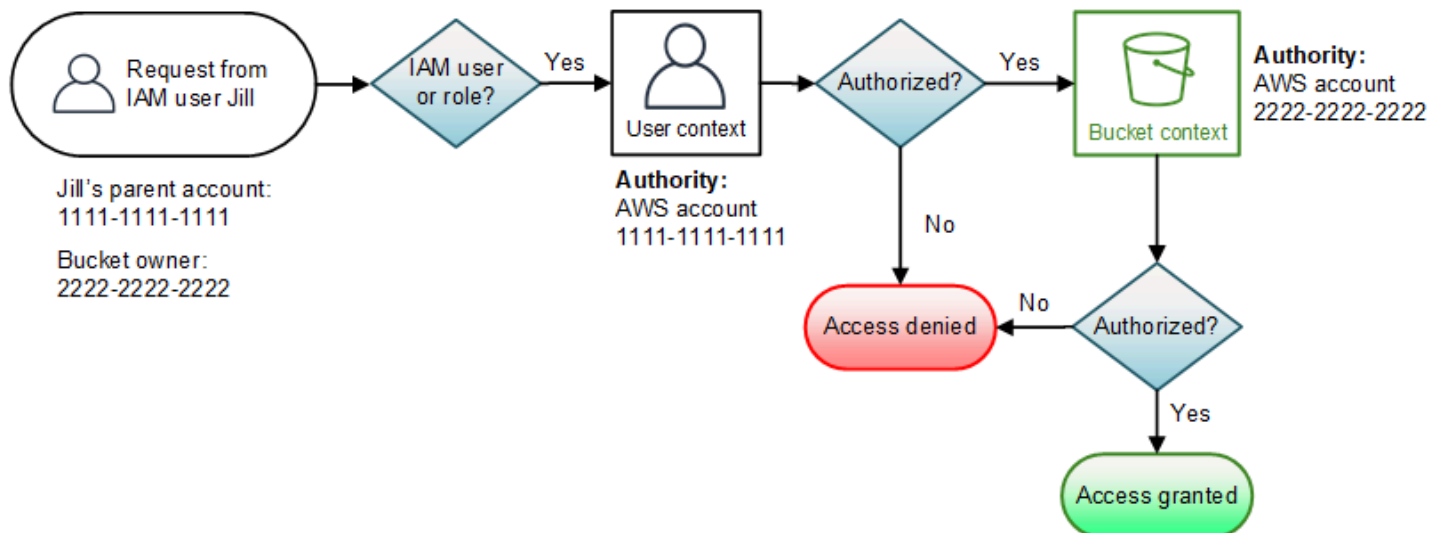 Request from
IAM user Jill
Jill's parent account:
1111-1111-1111
Bucket owner:
2222-2222-2222
IAM user
or role?
Yes
User context
Authority:
AWS account
1111-1111-1111
Authorized?
Yes
No
Bucket context
Authority:
AWS account
2222-2222-2222
Authorized?
No
Access denied
Yes
Access granted